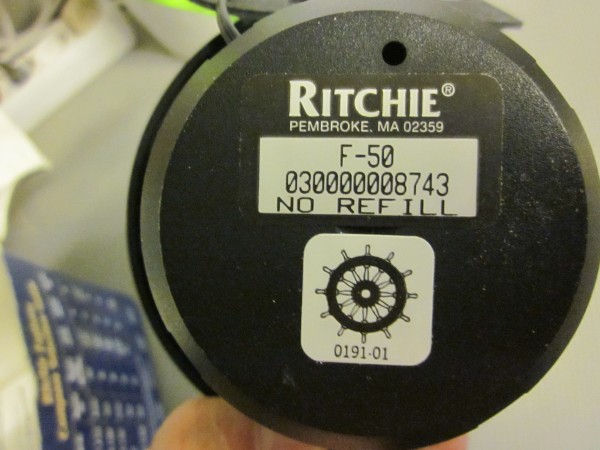 RITCHIE®
PEMBROKE, MA 02359
F-50
030000008743
NO REFILL
0191-01